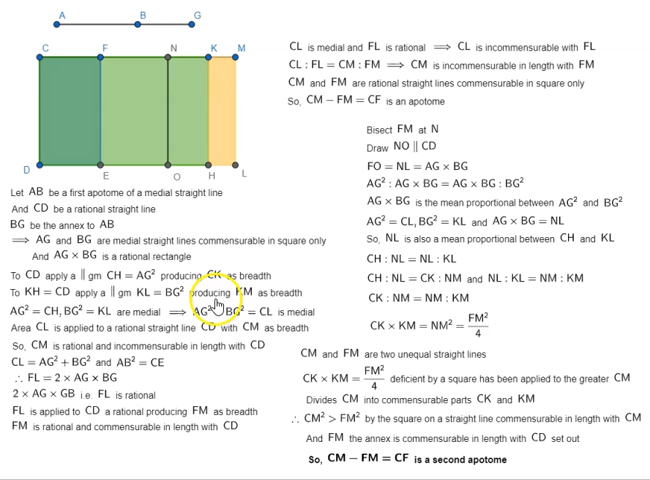 A B G
C F N K M
D E O H L
Let AB be a first apotome of a medial straight line
And CD be a rational straight line
BG be the annex to AB
⟹ AG and BG are medial straight lines commensurable in square only
And AG × BG is a rational rectangle
To CD apply a ∥ gm CH = AG² producing CK as breadth
To KH = CD apply a ∥ gm KL = BG² producing KM as breadth
AG² = CH, BG² = KL are medial ⟹ AG² BG² = CL is medial
Area CL is applied to a rational straight line CD with CM as breadth
So, CM is rational and incommensurable in length with CD
CL = AG² + BG² and AB² = CE
∴ FL = 2 × AG × BG
2 × AG × GB i.e. FL is rational
FL is applied to CD a rational producing FM as breadth
FM is rational and commensurable in length with CD
CL is medial and FL is rational ⟹ CL is incommensurable with FL
CL : FL = CM : FM ⟹ CM is incommensurable in length with FM
CM and FM are rational straight lines commensurable in square only
So, CM − FM = CF is an apotome
Bisect FM at N
Draw NO ∥ CD
FO = NL = AG × BG
AG² : AG × BG = AG × BG : BG²
AG × BG is the mean proportional between AG² and BG²
AG² = CL, BG² = KL and AG × BG = NL
So, NL is also a mean proportional between CH and KL
CH : NL = NL : KL
CH : NL = CK : NM and NL : KL = NM : KM
CK : NM = NM : KM
CK × KM = NM² = FM²/4
CM and FM are two unequal straight lines
CK × KM = FM²/4 deficient by a square has been applied to the greater CM
Divides CM into commensurable parts CK and KM
∴ CM² > FM² by the square on a straight line commensurable in length with CM
And FM the annex is commensurable in length with CD set out
So, CM − FM = CF is a second apotome